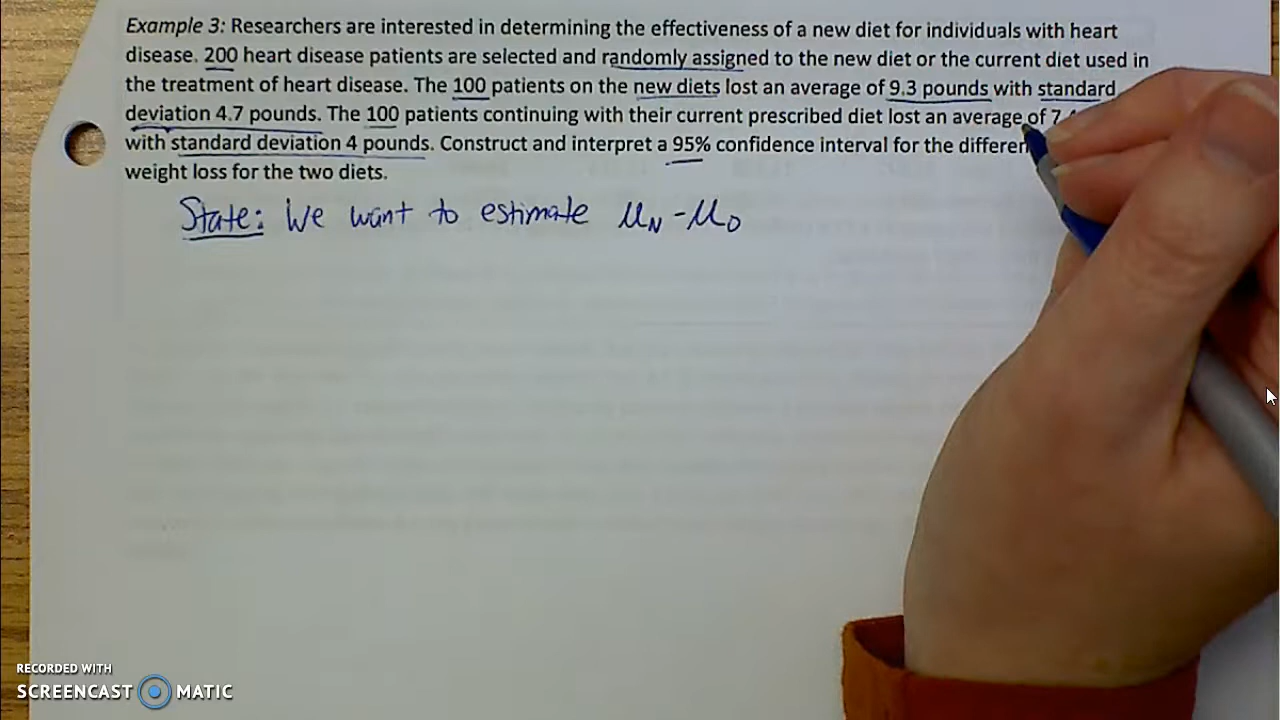 Example 3: Researchers are interested in determining the effectiveness of a new diet for individuals with heart
disease. 200 heart disease patients are selected and randomly assigned to the new diet or the current diet used in
the treatment of heart disease. The 100 patients on the new diets lost an average of 9.3 pounds with standard
deviation 4.7 pounds. The 100 patients continuing with their current prescribed diet lost an average of
with standard deviation 4 pounds. Construct and interpret a 95% confidence interval for the
weight loss for the two diets.
State: We want to estimate μN - μO
RECORDED WITH
SCREENCAST MATIC